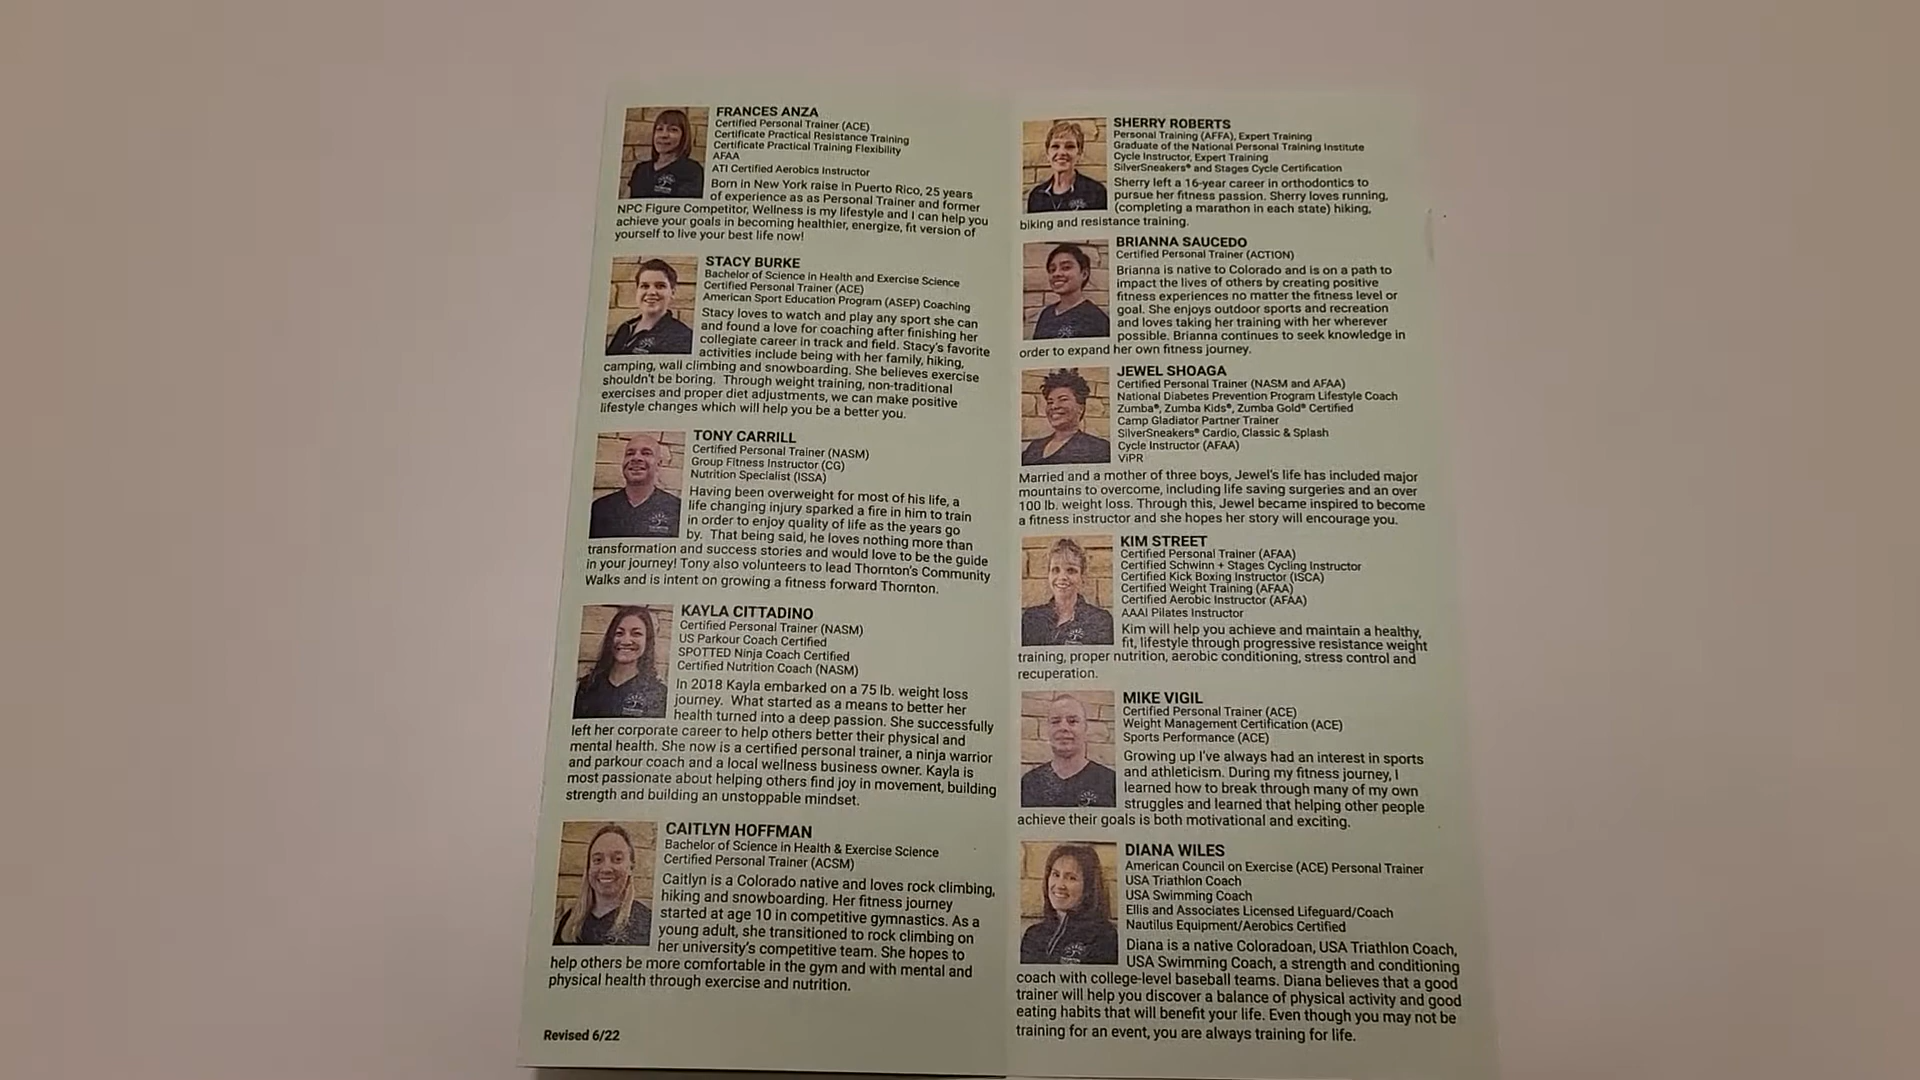 FRANCES ANZA
Certified Personal Trainer (ACE)
Certificate Practical Resistance Training
Certificate Practical Training Flexibility
AFAA
ATI Certified Aerobics Instructor
Born in New York raise in Puerto Rico, 25 years
of experience as as Personal Trainer and former
NPC Figure Competitor, Wellness is my lifestyle and I can help you
achieve your goals in becoming healthier, energize, fit version of
yourself to live your best life now!
STACY BURKE
Bachelor of Science in Health and Exercise Science
Certified Personal Trainer (ACE)
American Sport Education Program (ASEP) Coaching
Stacy loves to watch and play any sport she can
and found a love for coaching after finishing her
collegiate career in track and field. Stacy's favorite
activities include being with her family, hiking,
camping, wall climbing and snowboarding. She believes exercise
shouldn't be boring. Through weight training, non-traditional
exercises and proper diet adjustments, we can make positive
lifestyle changes which will help you be a better you.
TONY CARRILL
Certified Personal Trainer (NASM)
Group Fitness Instructor (CG)
Nutrition Specialist (ISSA)
Having been overweight for most of his life, a
life changing injury sparked a fire in him to train
in order to enjoy quality of life as the years go
by. That being said, he loves nothing more than
transformation and success stories and would love to be the guide
in your journey! Tony also volunteers to lead Thornton's Community
Walks and is intent on growing a fitness forward Thornton.
KAYLA CITTADINO
Certified Personal Trainer (NASM)
US Parkour Coach Certified
SPOTTED Ninja Coach Certified
Certified Nutrition Coach (NASM)
In 2018 Kayla embarked on a 75 lb. weight loss
journey. What started as a means to better her
health turned into a deep passion. She successfully
left her corporate career to help others better their physical and
mental health. She now is a certified personal trainer, a ninja warrior
and parkour coach and a local wellness business owner. Kayla is
most passionate about helping others find joy in movement, building
strength and building an unstoppable mindset.
CAITLYN HOFFMAN
Bachelor of Science in Health & Exercise Science
Certified Personal Trainer (ACSM)
Caitlyn is a Colorado native and loves rock climbing,
hiking and snowboarding. Her fitness journey
started at age 10 in competitive gymnastics. As a
young adult, she transitioned to rock climbing on
her university's competitive team. She hopes to
help others be more comfortable in the gym and with mental and
physical health through exercise and nutrition.
Revised 6/22
SHERRY ROBERTS
Personal Training (AFFA), Expert Training
Graduate of the National Personal Training Institute
Cycle Instructor, Expert Training
SilverSneakers® and Stages Cycle Certification
Sherry left a 16-year career in orthodontics to
pursue her fitness passion. Sherry loves running,
(completing a marathon in each state) hiking,
biking and resistance training.
BRIANNA SAUCEDO
Certified Personal Trainer (ACTION)
Brianna is native to Colorado and is on a path to
impact the lives of others by creating positive
fitness experiences no matter the fitness level or
goal. She enjoys outdoor sports and recreation
and loves taking her training with her wherever
possible. Brianna continues to seek knowledge in
order to expand her own fitness journey.
JEWEL SHOAGA
Certified Personal Trainer (NASM and AFAA)
National Diabetes Prevention Program Lifestyle Coach
Zumba®, Zumba Kids®, Zumba Gold® Certified
Camp Gladiator Partner Trainer
SilverSneakers® Cardio, Classic & Splash
Cycle Instructor (AFAA)
ViPR
Married and a mother of three boys, Jewel's life has included major
mountains to overcome, including life saving surgeries and an over
100 lb. weight loss. Through this, Jewel became inspired to become
a fitness instructor and she hopes her story will encourage you.
KIM STREET
Certified Personal Trainer (AFAA)
Certified Schwinn + Stages Cycling Instructor
Certified Kick Boxing Instructor (ISCA)
Certified Weight Training (AFAA)
Certified Aerobic Instructor (AFAA)
AAAI Pilates Instructor
Kim will help you achieve and maintain a healthy,
fit, lifestyle through progressive resistance weight
training, proper nutrition, aerobic conditioning, stress control and
recuperation.
MIKE VIGIL
Certified Personal Trainer (ACE)
Weight Management Certification (ACE)
Sports Performance (ACE)
Growing up I've always had an interest in sports
and athleticism. During my fitness journey, I
learned how to break through many of my own
struggles and learned that helping other people
achieve their goals is both motivational and exciting.
DIANA WILES
American Council on Exercise (ACE) Personal Trainer
USA Triathlon Coach
USA Swimming Coach
Ellis and Associates Licensed Lifeguard/Coach
Nautilus Equipment/Aerobics Certified
Diana is a native Coloradoan, USA Triathlon Coach,
USA Swimming Coach, a strength and conditioning
coach with college-level baseball teams. Diana believes that a good
trainer will help you discover a balance of physical activity and good
eating habits that will benefit your life. Even though you may not be
training for an event, you are always training for life.